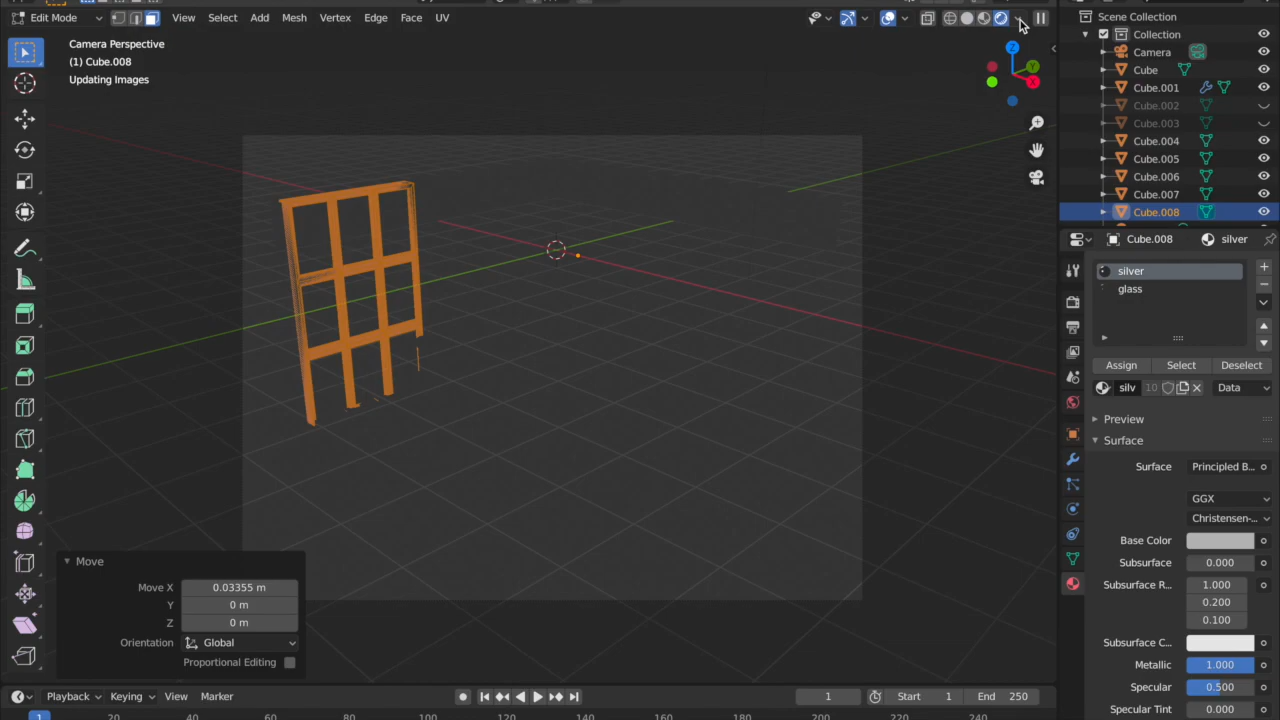 Edit Mode View Select Add Mesh Vertex Edge Face UV
Camera Perspective
(1) Cube.008
Updating Images
Z
Y
X
Scene Collection
Collection
Camera
Cube
Cube.001
Cube.002
Cube.003
Cube.004
Cube.005
Cube.006
Cube.007
Cube.008
Cube.008 silver
silver
glass
Assign Select Deselect
silv 10 Data
Preview
Surface
Surface Principled B...
GGX
Christensen-...
Base Color
Subsurface 0.000
Subsurface R... 1.000
0.200
0.100
Subsurface C...
Metallic 1.000
Specular 0.500
Specular Tint 0.000
Move
Move X 0.03355 m
Y 0 m
Z 0 m
Orientation Global
Proportional Editing
Playback Keying View Marker 1 Start 1 End 250
1 20 40 60 80 100 120 140 160 180 200 220 240